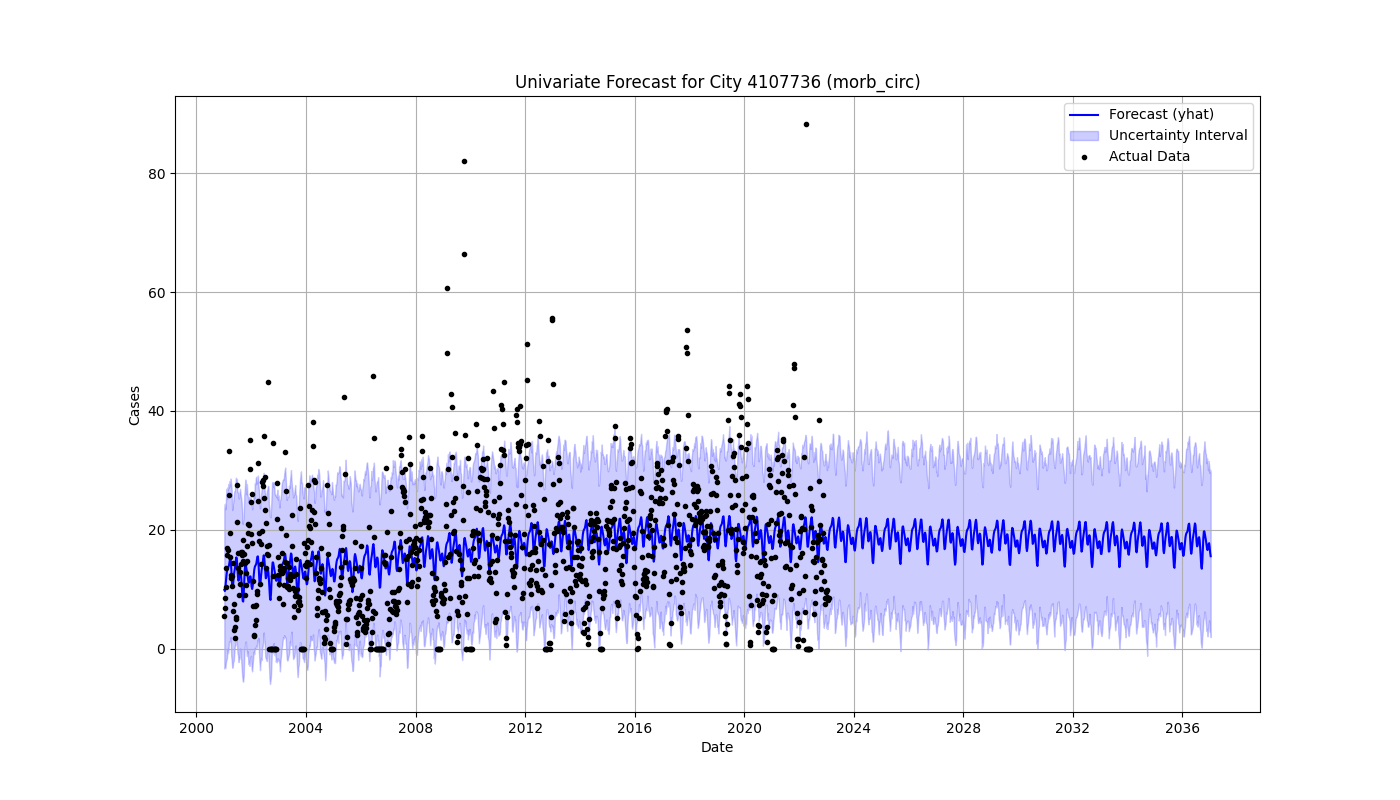 Univariate Forecast for City 4107736 (morb_circ)
Forecast (yhat)
Uncertainty Interval
Actual Data
Cases
80
60
40
20
0
2000 2004 2008 2012 2016 2020 2024 2028 2032 2036
Date